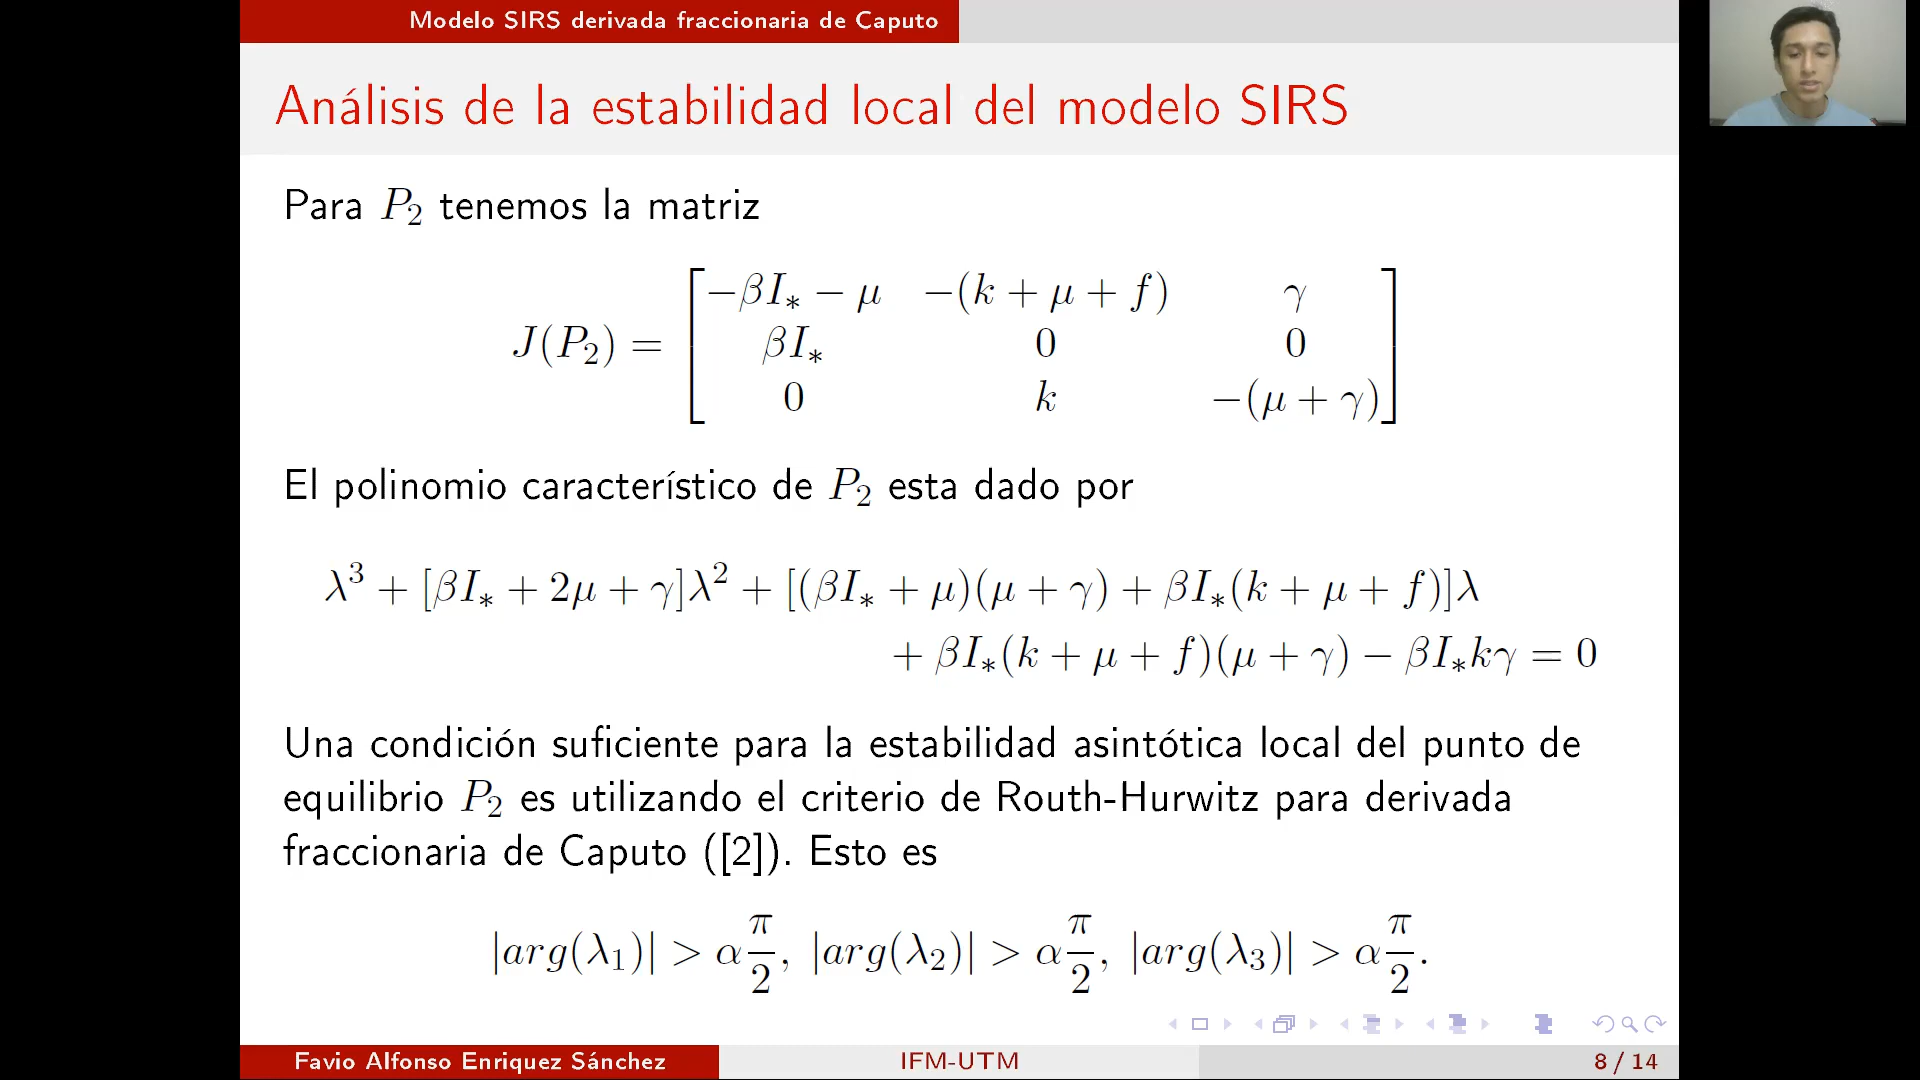 Modelo SIRS derivada fraccionaria de Caputo
Análisis de la estabilidad local del modelo SIRS
Para P₂ tenemos la matriz
J(P₂) = [−βI∗ − μ  −(k + μ + f)  γ
βI∗  0  0
0  k  −(μ + γ)]
El polinomio característico de P₂ esta dado por
λ³ + [βI∗ + 2μ + γ]λ² + [(βI∗ + μ)(μ + γ) + βI∗(k + μ + f)]λ
+ βI∗(k + μ + f)(μ + γ) − βI∗kγ = 0
Una condición suficiente para la estabilidad asintótica local del punto de
equilibrio P₂ es utilizando el criterio de Routh-Hurwitz para derivada
fraccionaria de Caputo ([2]). Esto es
|arg(λ₁)| > α π/2, |arg(λ₂)| > α π/2, |arg(λ₃)| > α π/2.
Favio Alfonso Enriquez Sánchez IFM-UTM 8 / 14